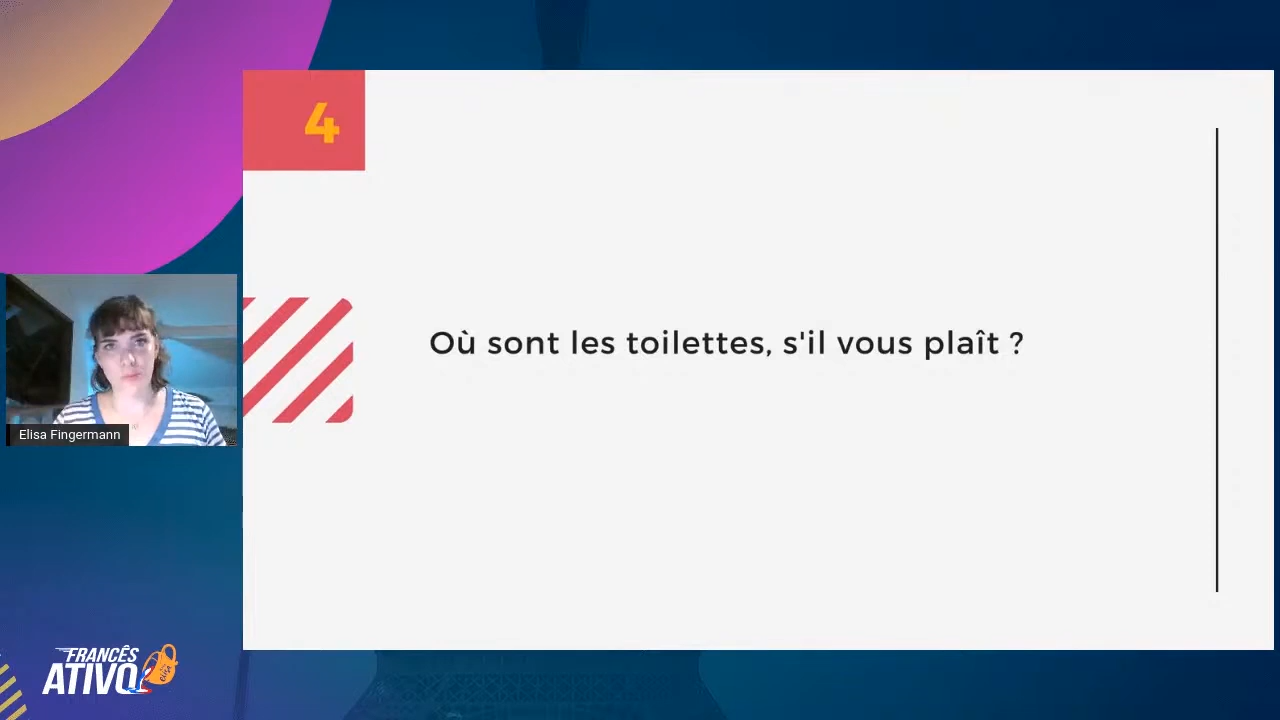 4
Où sont les toilettes, s'il vous plaît ?
Elisa Fingermann
FRANCÊS
ATIVO